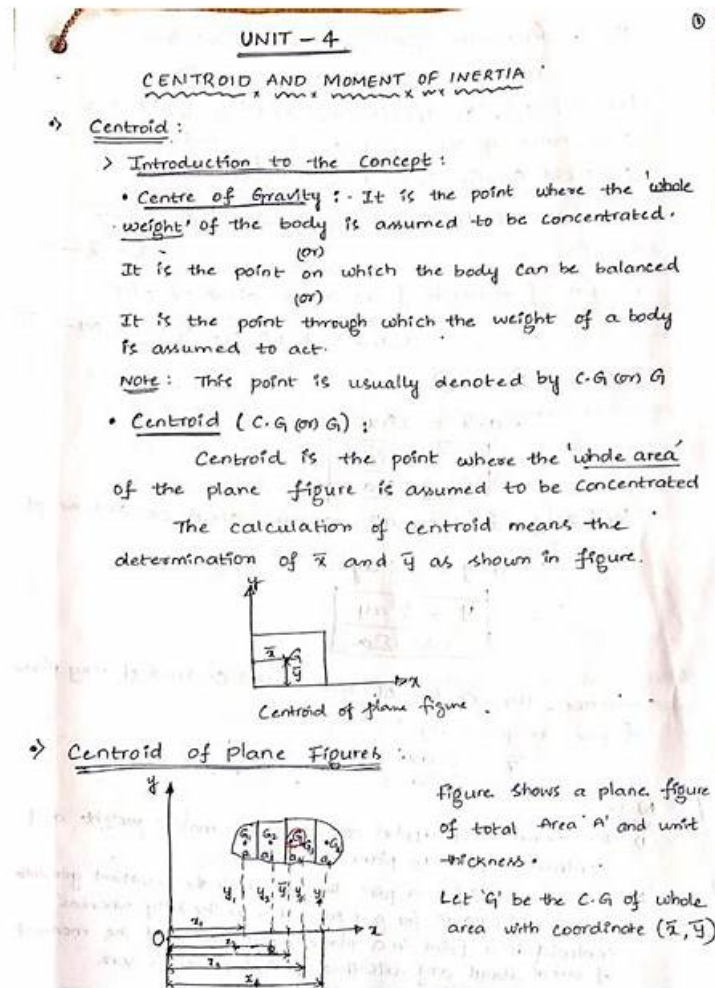 ①
UNIT - 4
CENTROID AND MOMENT OF INERTIA
Centroid :
> Introduction to the Concept :
• Centre of Gravity : · It is the point where the 'whole
weight' of the body is assumed to be concentrated.
(or)
It is the point on which the body can be balanced
(or)
It is the point through which the weight of a body
is assumed to act.
Note : This point is usually denoted by C.G (or) G
• Centroid (C.G (or) G) :
Centroid is the point where the 'whole area'
of the plane figure is assumed to be concentrated
The calculation of Centroid means the
determination of x̅ and y̅ as shown in figure.
y
x̅ G
y̅
x
Centroid of plane figure .
Centroid of Plane Figures :
y
Figure shows a plane figure
of total Area 'A' and unit
thickness.
Let 'G' be the C.G of whole
area with coordinate (x̅, y̅)
G₁ G₂ G G₃ G₄
y₁ y₂ y̅
x₁
x
O
x₂
x₃
x₄